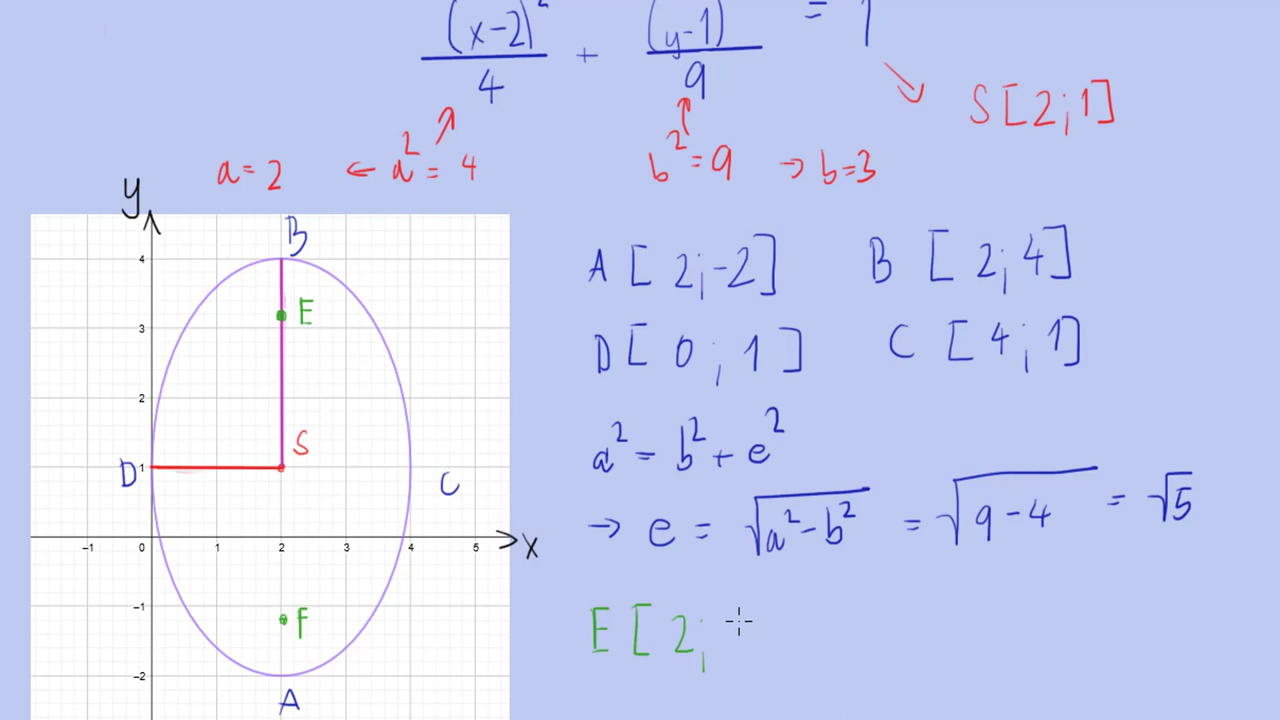 (x-2)² / 4 + (y-1) / 9 = 1
S [2; 1]
a = 2 ← a² = 4 b² = 9 → b = 3
y
B
4
E
3
2
S
D 1 C
-1 0 1 2 3 4 5 x
-1
F
-2
A
A [2; -2] B [2; 4]
D [0; 1] C [4; 1]
a² = b² + e²
→ e = √a² - b² = √9 - 4 = √5
E [2;